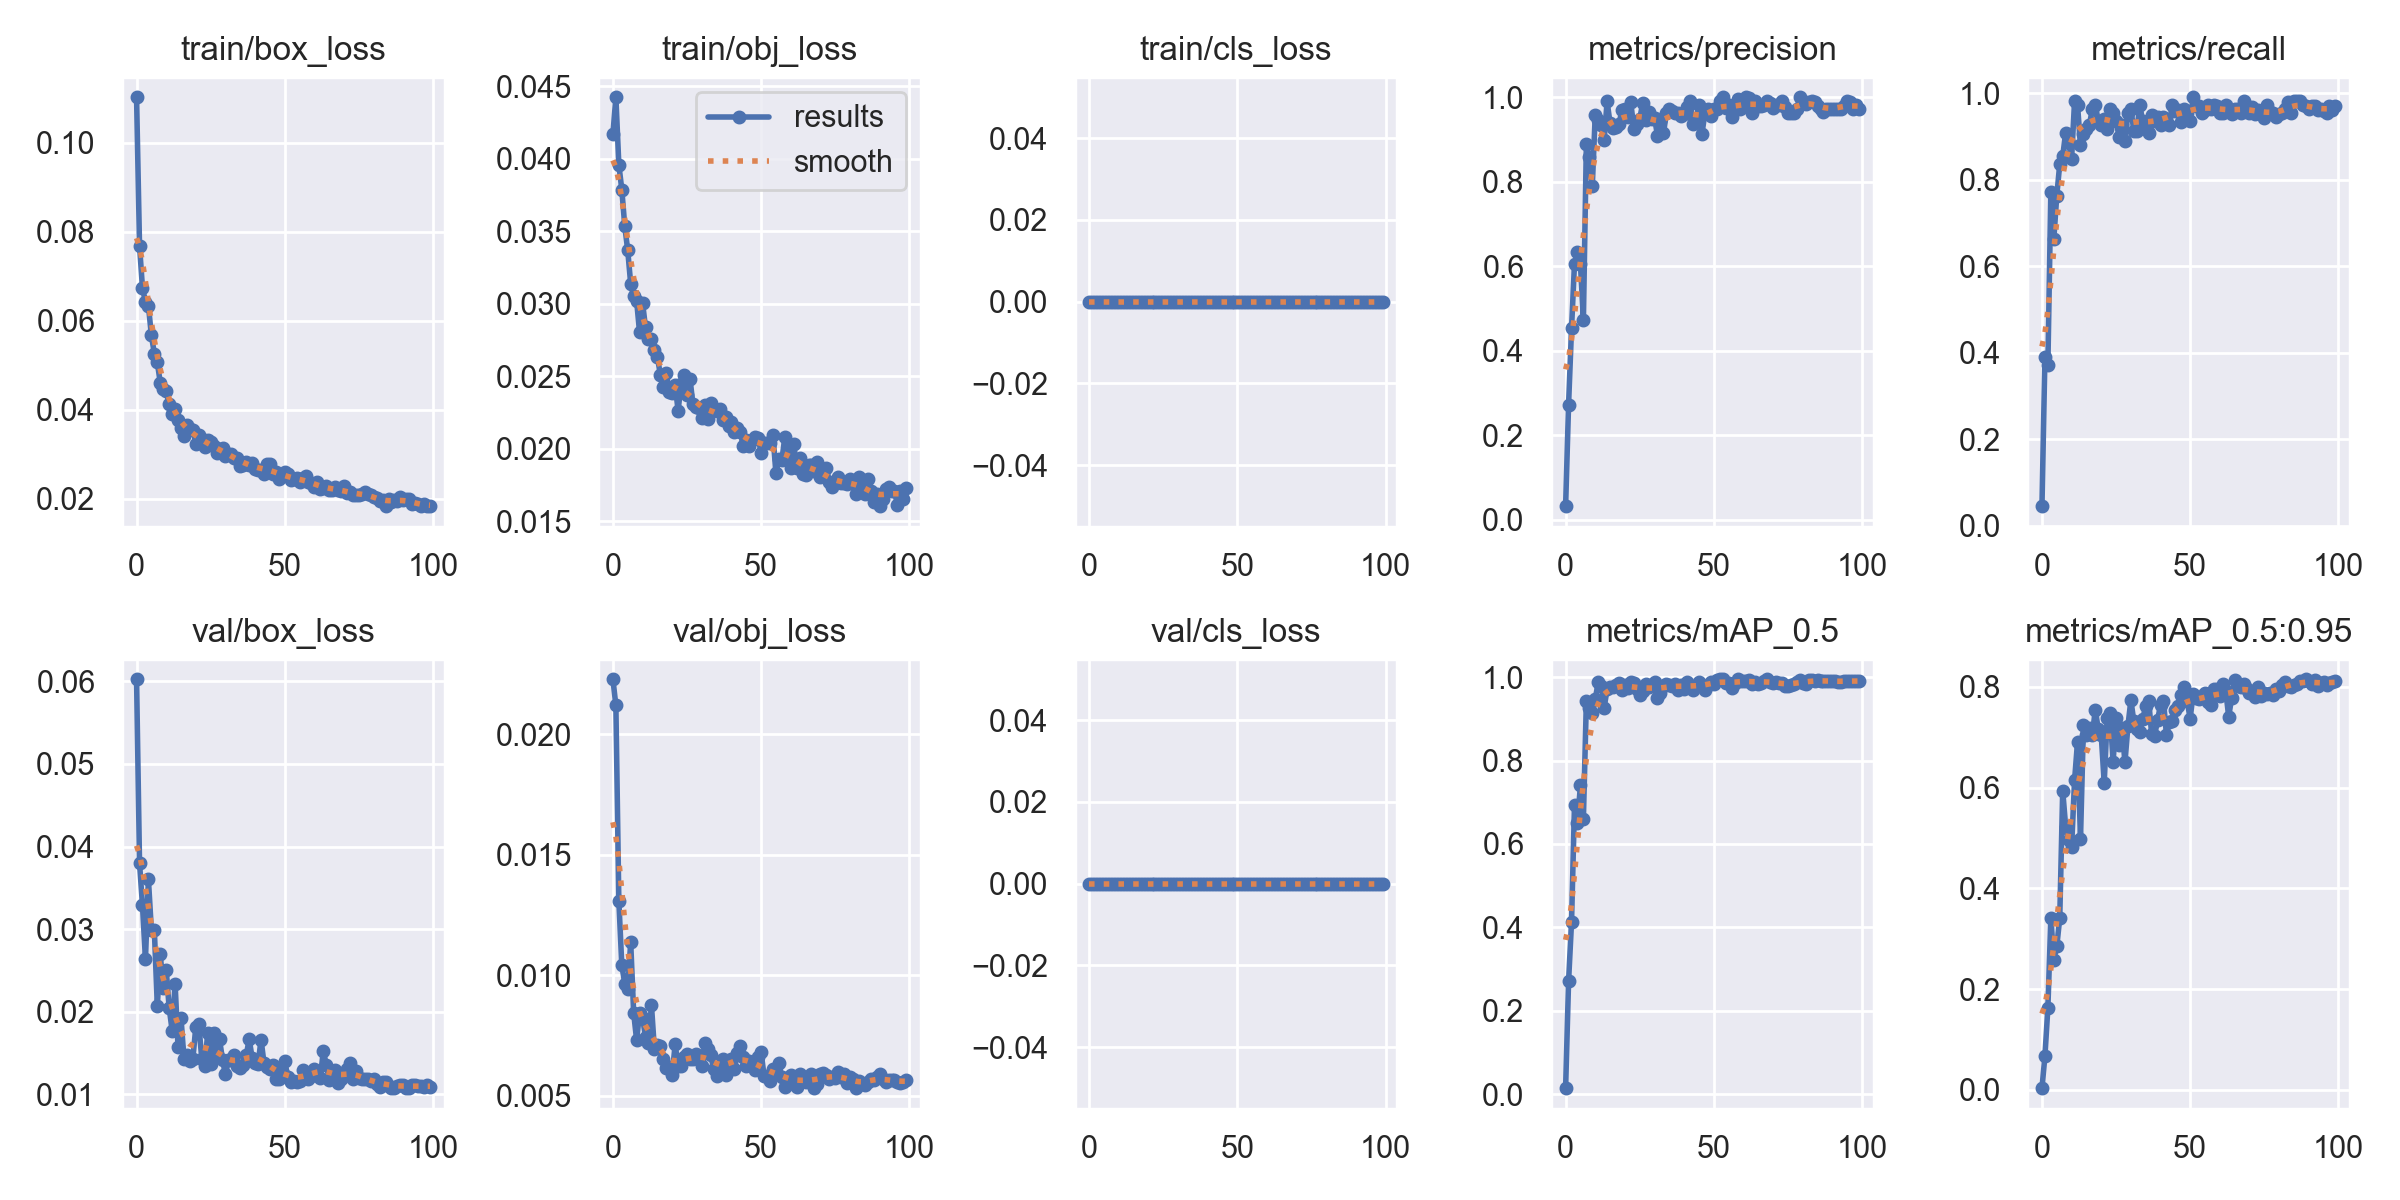 train/box_loss
0.10
0.08
0.06
0.04
0.02
0 50 100
train/obj_loss
0.045
0.040
0.035
0.030
0.025
0.020
0.015
results
smooth
0 50 100
train/cls_loss
0.04
0.02
0.00
−0.02
−0.04
0 50 100
metrics/precision
1.0
0.8
0.6
0.4
0.2
0.0
0 50 100
metrics/recall
1.0
0.8
0.6
0.4
0.2
0.0
0 50 100
val/box_loss
0.06
0.05
0.04
0.03
0.02
0.01
0 50 100
val/obj_loss
0.020
0.015
0.010
0.005
0 50 100
val/cls_loss
0.04
0.02
0.00
−0.02
−0.04
0 50 100
metrics/mAP_0.5
1.0
0.8
0.6
0.4
0.2
0.0
0 50 100
metrics/mAP_0.5:0.95
0.8
0.6
0.4
0.2
0.0
0 50 100